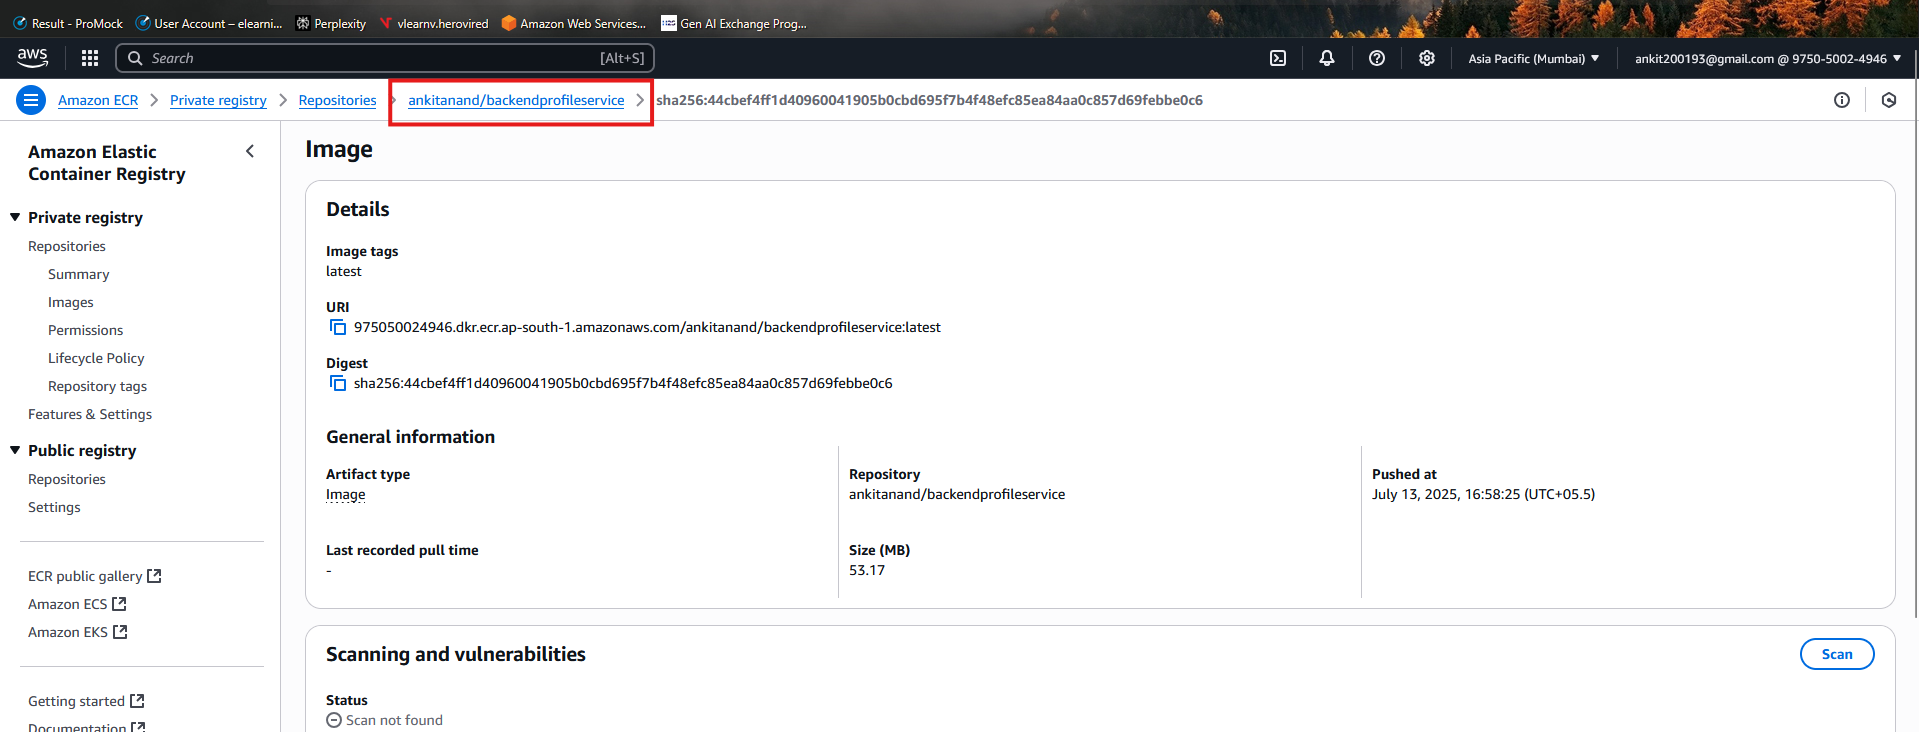 Result - ProMock
User Account – elearni...
Perplexity
vlearnv.herovired
Amazon Web Services...
Gen AI Exchange Prog...
aws
Search
[Alt+S]
Asia Pacific (Mumbai)
ankit200193@gmail.com @ 9750-5002-4946
Amazon ECR
Private registry
Repositories
ankitanand/backendprofileservice
sha256:44cbef4ff1d40960041905b0cbd695f7b4f48efc85ea84aa0c857d69febbe0c6
Amazon Elastic
Container Registry
Private registry
Repositories
Summary
Images
Permissions
Lifecycle Policy
Repository tags
Features & Settings
Public registry
Repositories
Settings
ECR public gallery
Amazon ECS
Amazon EKS
Getting started
Documentation
Image
Details
Image tags
latest
URI
975050024946.dkr.ecr.ap-south-1.amazonaws.com/ankitanand/backendprofileservice:latest
Digest
sha256:44cbef4ff1d40960041905b0cbd695f7b4f48efc85ea84aa0c857d69febbe0c6
General information
Artifact type
Image
Repository
ankitanand/backendprofileservice
Pushed at
July 13, 2025, 16:58:25 (UTC+05.5)
Last recorded pull time
-
Size (MB)
53.17
Scanning and vulnerabilities
Scan
Status
Scan not found